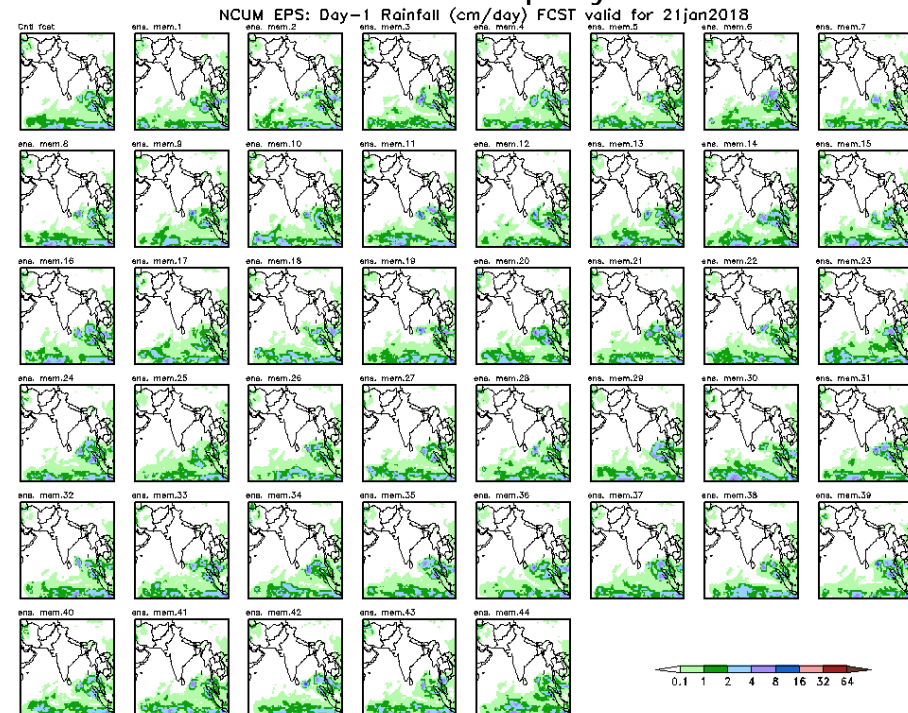 NCUM EPS: Day-1 Rainfall (cm/day) FCST valid for 21jan2018
Cntl fcst ens. mem.1 ens. mem.2 ens. mem.3 ens. mem.4 ens. mem.5 ens. mem.6 ens. mem.7
ens. mem.8 ens. mem.9 ens. mem.10 ens. mem.11 ens. mem.12 ens. mem.13 ens. mem.14 ens. mem.15
ens. mem.16 ens. mem.17 ens. mem.18 ens. mem.19 ens. mem.20 ens. mem.21 ens. mem.22 ens. mem.23
ens. mem.24 ens. mem.25 ens. mem.26 ens. mem.27 ens. mem.28 ens. mem.29 ens. mem.30 ens. mem.31
ens. mem.32 ens. mem.33 ens. mem.34 ens. mem.35 ens. mem.36 ens. mem.37 ens. mem.38 ens. mem.39
ens. mem.40 ens. mem.41 ens. mem.42 ens. mem.43 ens. mem.44
0.1 1 2 4 8 16 32 64